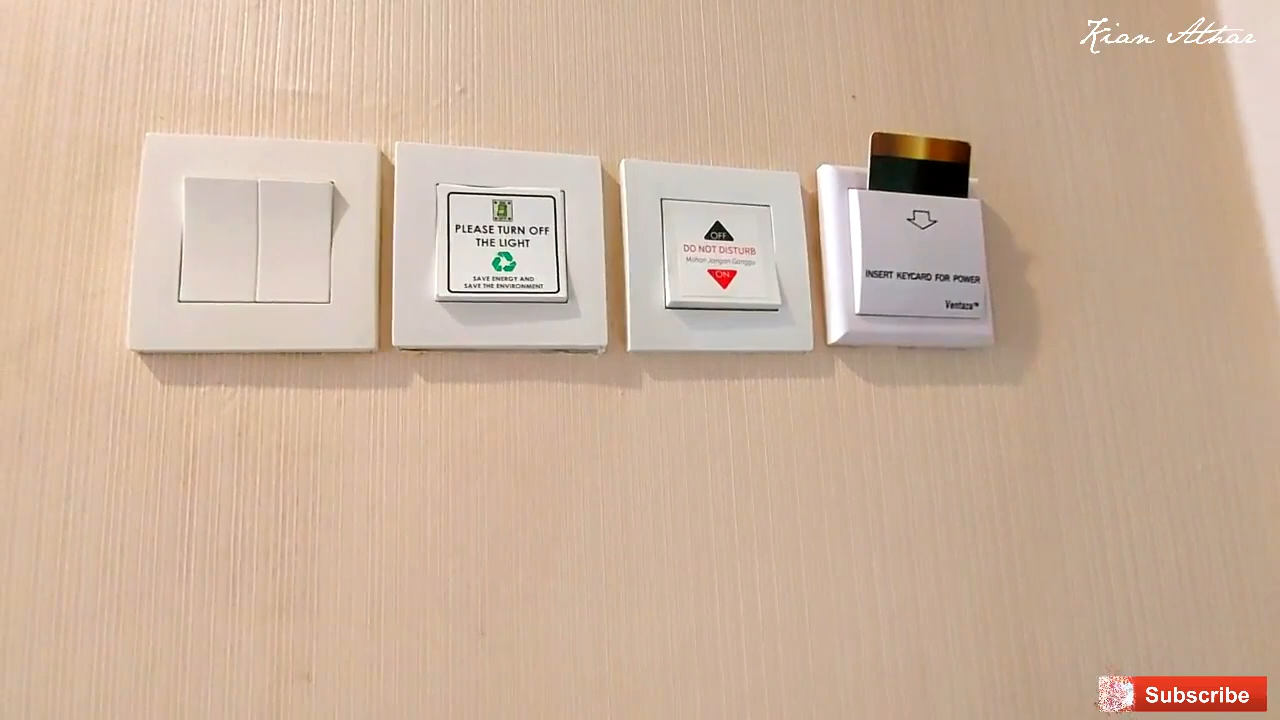 Kian Athar
PLEASE TURN OFF
THE LIGHT
SAVE ENERGY AND
SAVE THE ENVIRONMENT
OFF
DO NOT DISTURB
Mohon Jangan Ganggu
ON
INSERT KEYCARD FOR POWER
Ventaza™
Subscribe